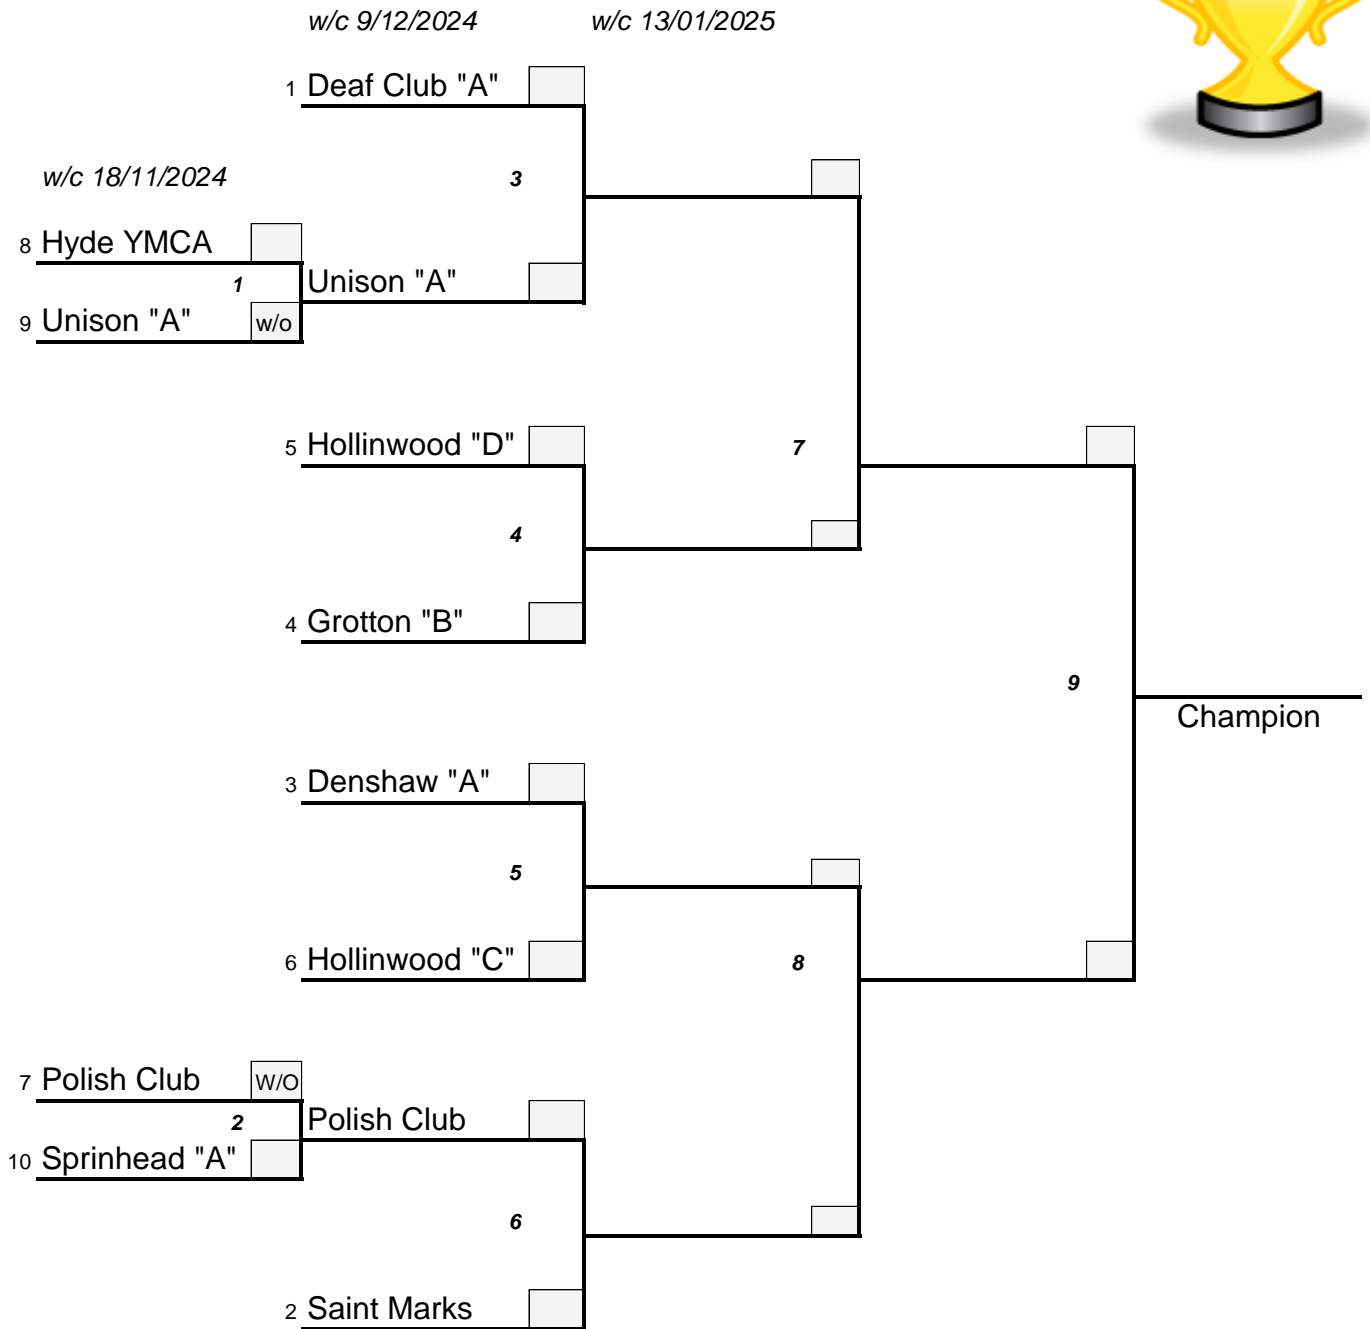 w/c 9/12/2024 w/c 13/01/2025
1 Deaf Club "A"
w/c 18/11/2024 3
8 Hyde YMCA
1 Unison "A"
9 Unison "A" w/o
5 Hollinwood "D" 7
4
4 Grotton "B"
9
Champion
3 Denshaw "A"
5
6 Hollinwood "C" 8
7 Polish Club W/O
2 Polish Club
10 Sprinhead "A"
6
2 Saint Marks